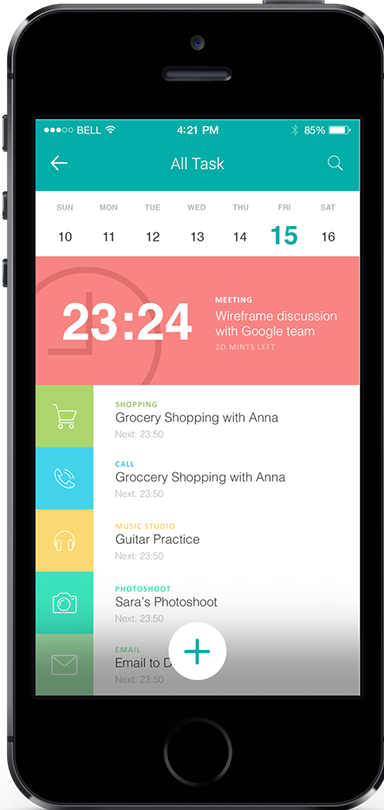 BELL 4:21 PM 85%
All Task
SUN MON TUE WED THU FRI SAT
10 11 12 13 14 15 16
23:24
MEETING
Wireframe discussion
with Google team
20 MINTS LEFT
SHOPPING
Grocery Shopping with Anna
Next: 23:50
CALL
Groccery Shopping with Anna
Next: 23:50
MUSIC STUDIO
Guitar Practice
Next: 23:50
PHOTOSHOOT
Sara's Photoshoot
Next: 23:50
EMAIL
Email to
Next: 23:50